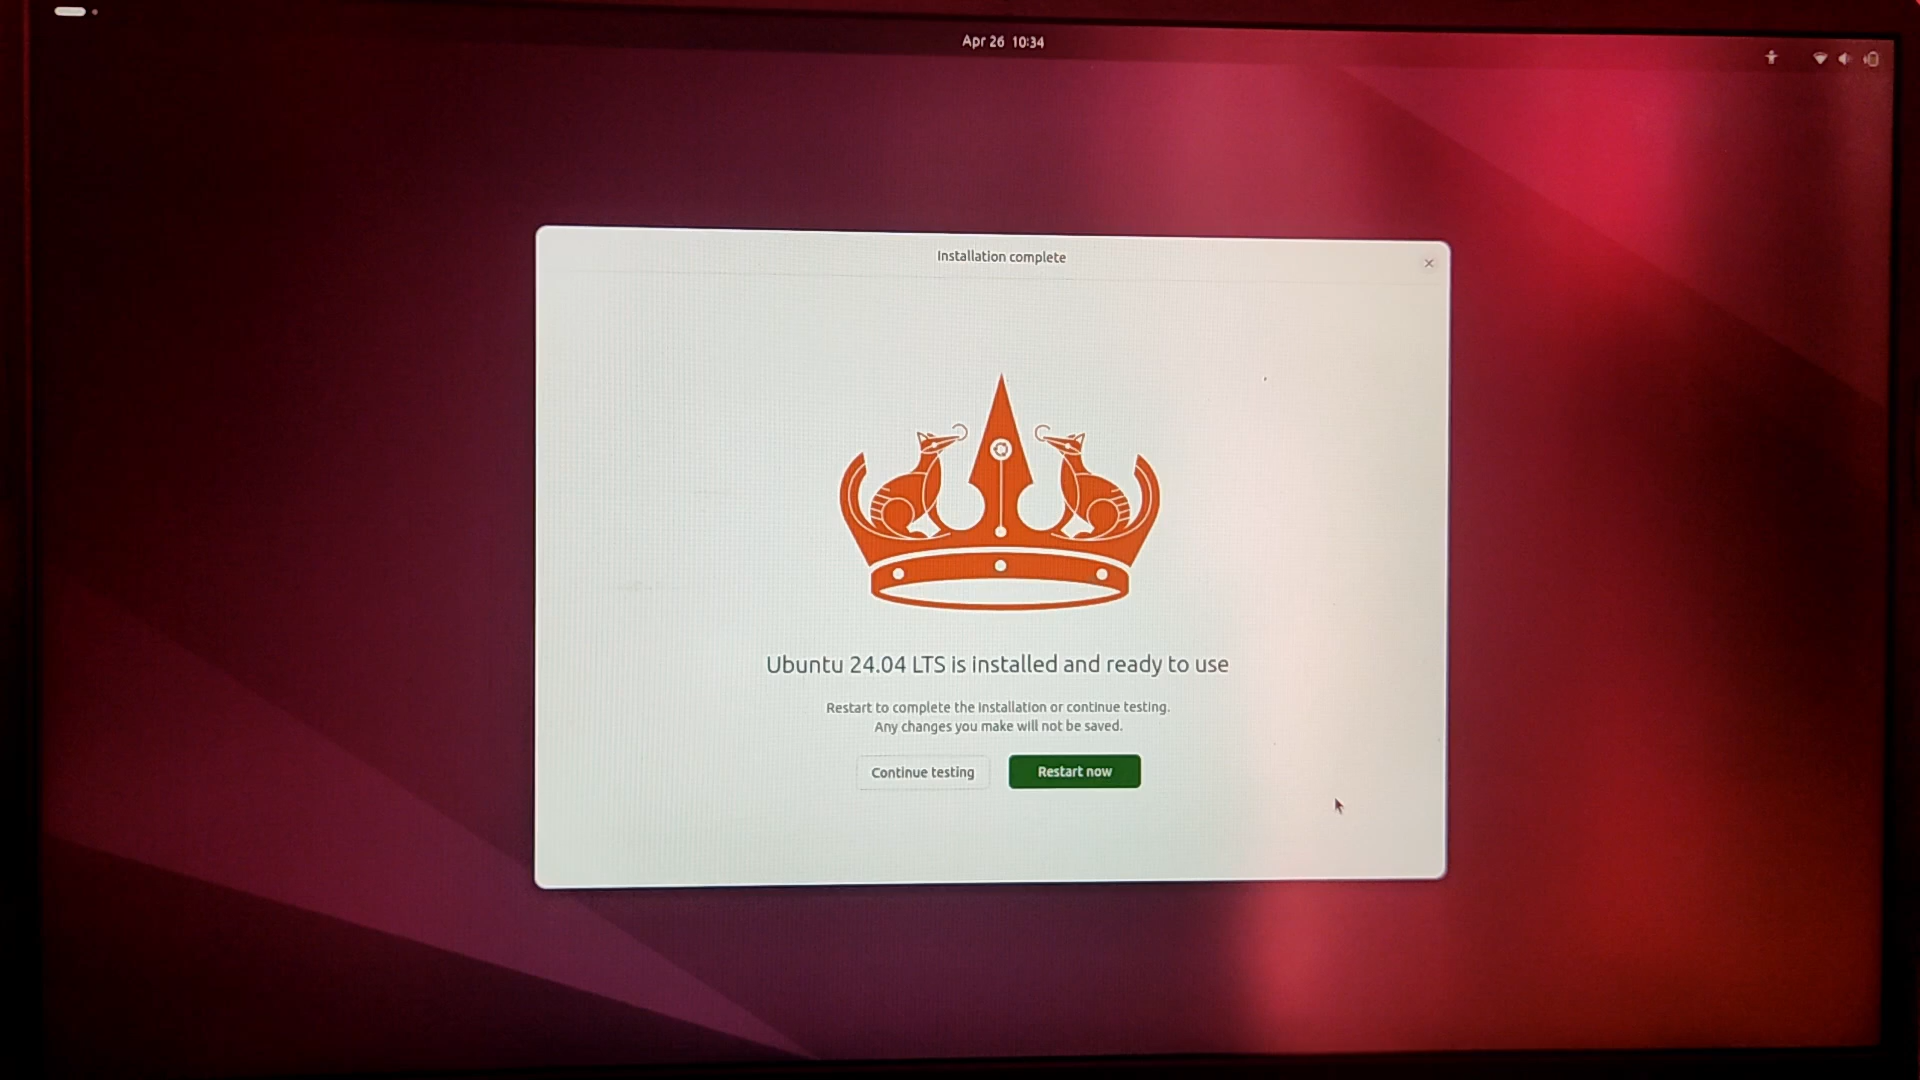 Apr 26 10:34
Installation complete
Ubuntu 24.04 LTS is installed and ready to use
Restart to complete the installation or continue testing.
Any changes you make will not be saved.
Continue testing
Restart now